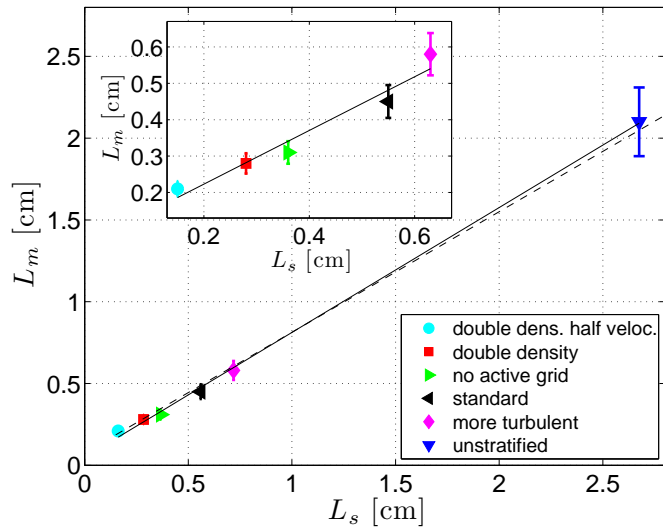 2.5
2
1.5
1
0.5
0
L_m [cm]
0.6
0.5
0.4
0.3
0.2
L_m [cm]
0.2 0.4 0.6
L_s [cm]
double dens. half veloc.
double density
no active grid
standard
more turbulent
unstratified
0 0.5 1 1.5 2 2.5
L_s [cm]